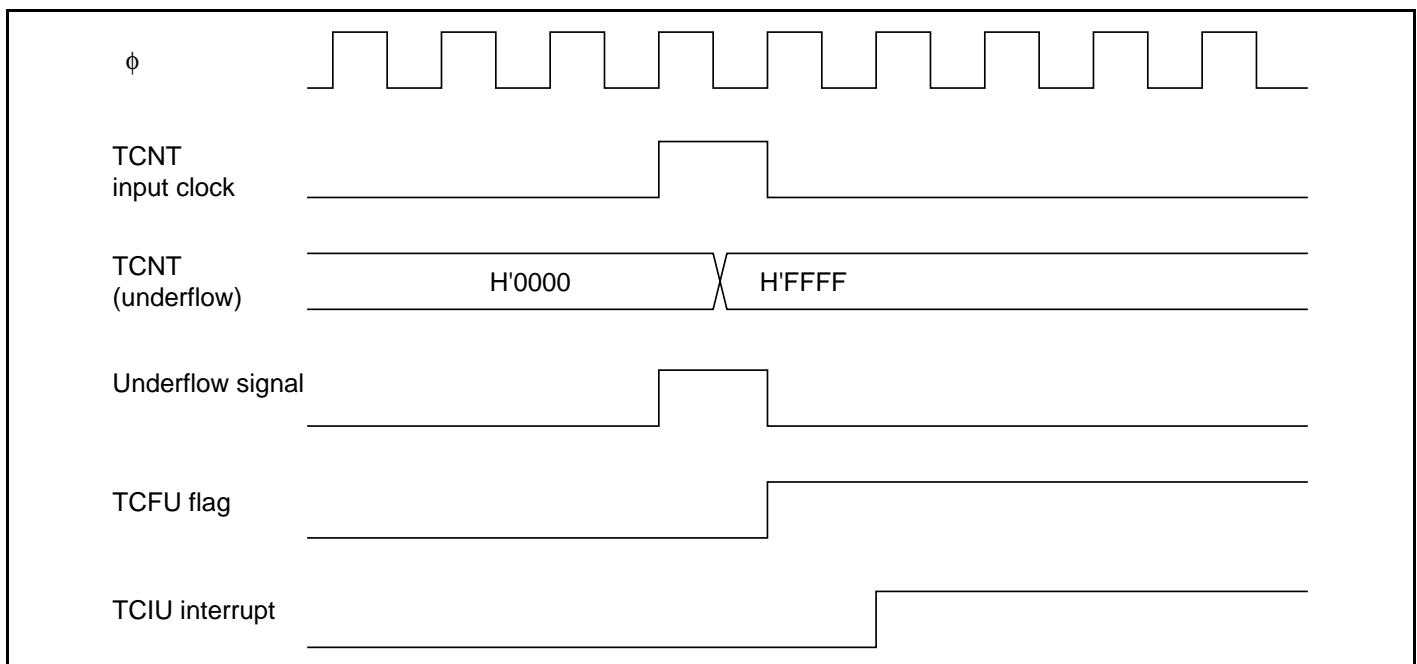 ϕ
TCNT
input clock
TCNT
(underflow)
H'0000
H'FFFF
Underflow signal
TCFU flag
TCIU interrupt